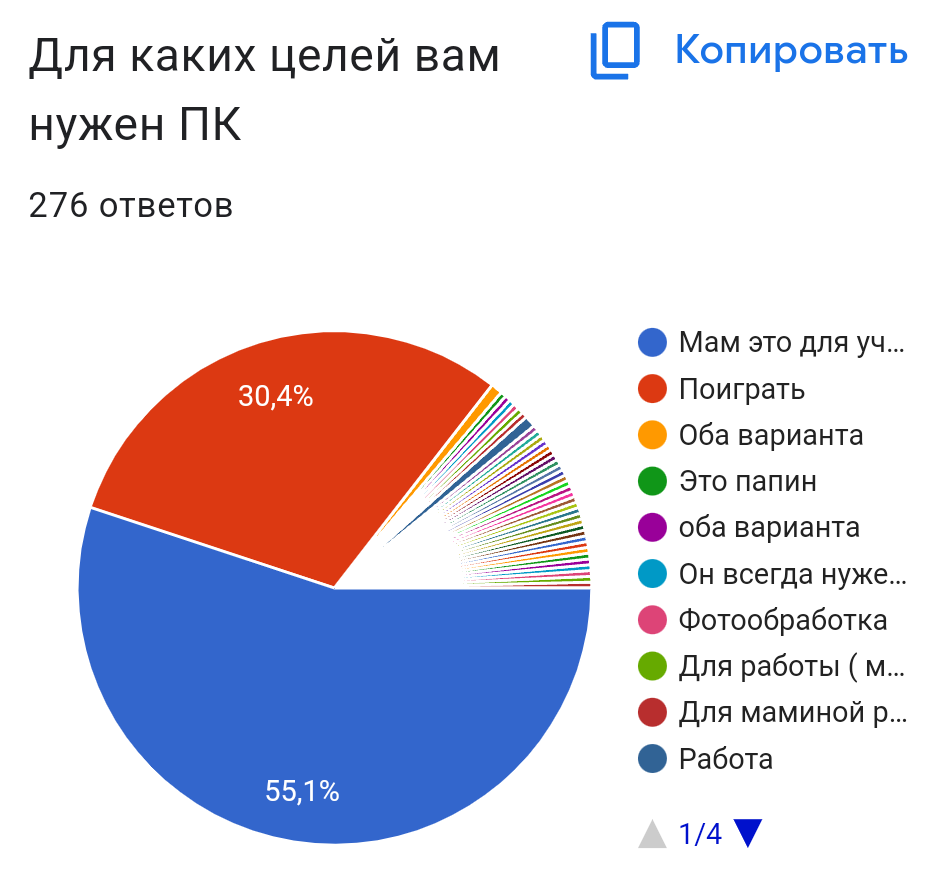 Для каких целей вам
нужен ПК
Копировать
276 ответов
30,4%
55,1%
Мам это для уч...
Поиграть
Оба варианта
Это папин
оба варианта
Он всегда нуже...
Фотообработка
Для работы ( м...
Для маминой р...
Работа
1/4